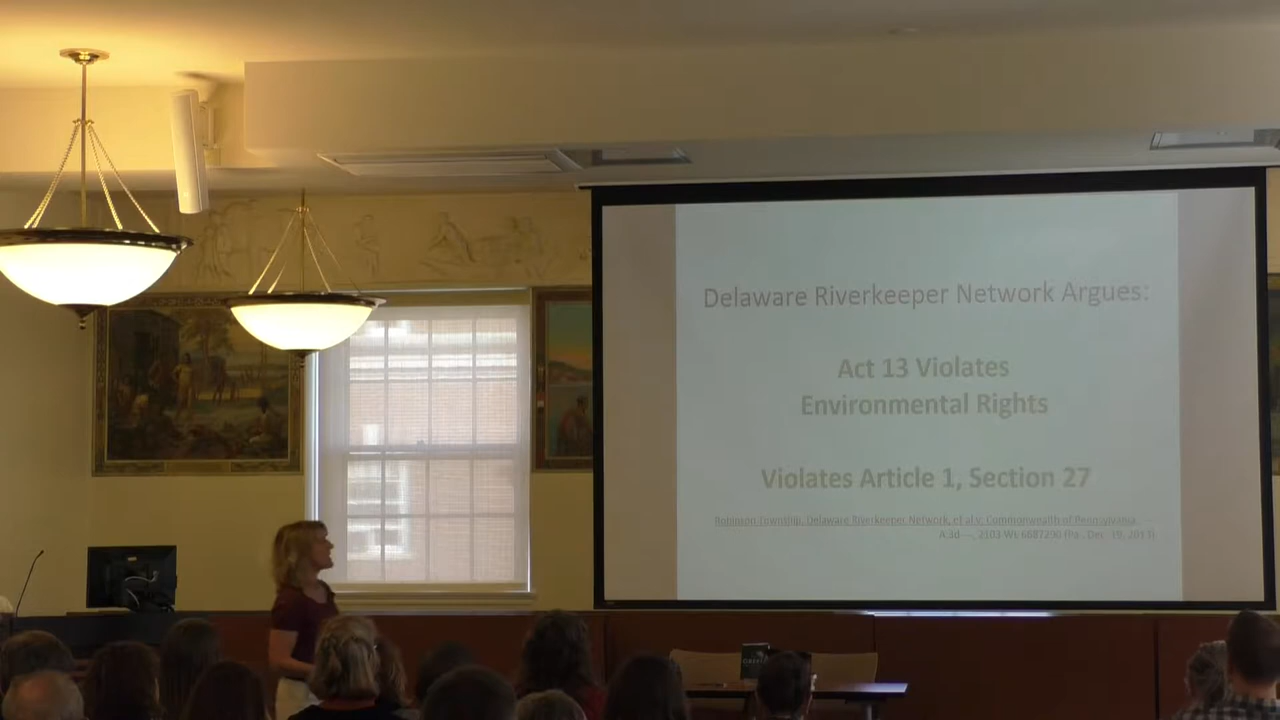 Delaware Riverkeeper Network Argues:
Act 13 Violates
Environmental Rights
Violates Article 1, Section 27
Robinson Township, Delaware Riverkeeper Network, et al v. Commonwealth of Pennsylvania
A.3d---, 2103 WL 6687290 (Pa., Dec. 19, 2013)